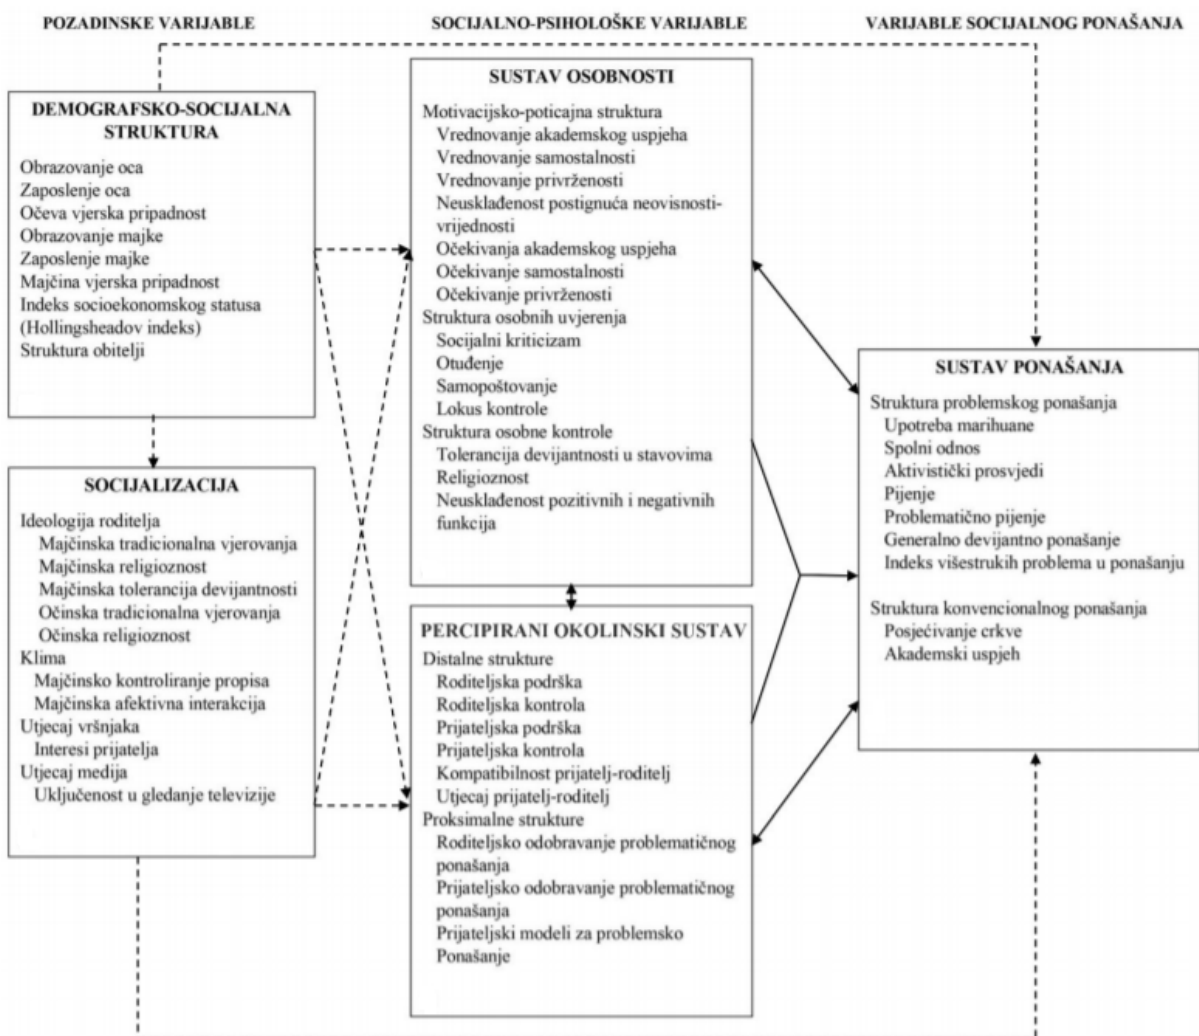 POZADINSKE VARIJABLE
SOCIJALNO-PSIHOLOŠKE VARIJABLE
VARIJABLE SOCIJALNOG PONAŠANJA
DEMOGRAFSKO-SOCIJALNA
STRUKTURA
Obrazovanje oca
Zaposlenje oca
Očeva vjerska pripadnost
Obrazovanje majke
Zaposlenje majke
Majčina vjerska pripadnost
Indeks socioekonomskog statusa
(Hollingsheadov indeks)
Struktura obitelji
SOCIJALIZACIJA
Ideologija roditelja
Majčinska tradicionalna vjerovanja
Majčinska religioznost
Majčinska tolerancija devijantnosti
Očinska tradicionalna vjerovanja
Očinska religioznost
Klima
Majčinsko kontroliranje propisa
Majčinska afektivna interakcija
Utjecaj vršnjaka
Interesi prijatelja
Utjecaj medija
Uključenost u gledanje televizije
SUSTAV OSOBNOSTI
Motivacijsko-poticajna struktura
Vrednovanje akademskog uspjeha
Vrednovanje samostalnosti
Vrednovanje privrženosti
Neusklađenost postignuća neovisnosti-
vrijednosti
Očekivanja akademskog uspjeha
Očekivanje samostalnosti
Očekivanje privrženosti
Struktura osobnih uvjerenja
Socijalni kriticizam
Otuđenje
Samopoštovanje
Lokus kontrole
Struktura osobne kontrole
Tolerancija devijantnosti u stavovima
Religioznost
Neusklađenost pozitivnih i negativnih
funkcija
PERCIPIRANI OKOLINSKI SUSTAV
Distalne strukture
Roditeljska podrška
Roditeljska kontrola
Prijateljska podrška
Prijateljska kontrola
Kompatibilnost prijatelj-roditelj
Utjecaj prijatelj-roditelj
Proksimalne strukture
Roditeljsko odobravanje problematičnog
ponašanja
Prijateljsko odobravanje problematičnog
ponašanja
Prijateljski modeli za problemsko
Ponašanje
SUSTAV PONAŠANJA
Struktura problemskog ponašanja
Upotreba marihuane
Spolni odnos
Aktivistički prosvjedi
Pijenje
Problematično pijenje
Generalno devijantno ponašanje
Indeks višestrukih problema u ponašanju
Struktura konvencionalnog ponašanja
Posjećivanje crkve
Akademski uspjeh